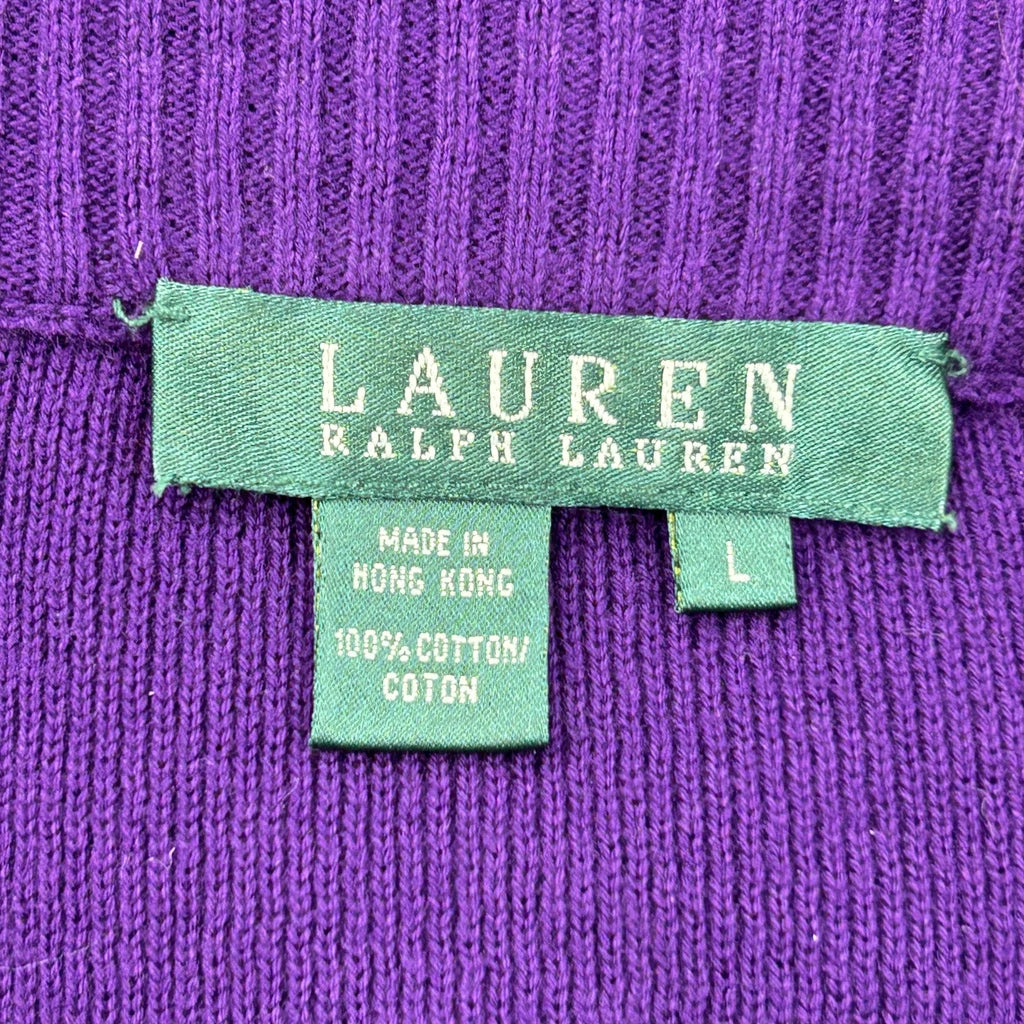 LAUREN
RALPH LAUREN
MADE IN
HONG KONG
100% COTTON/
COTON
L